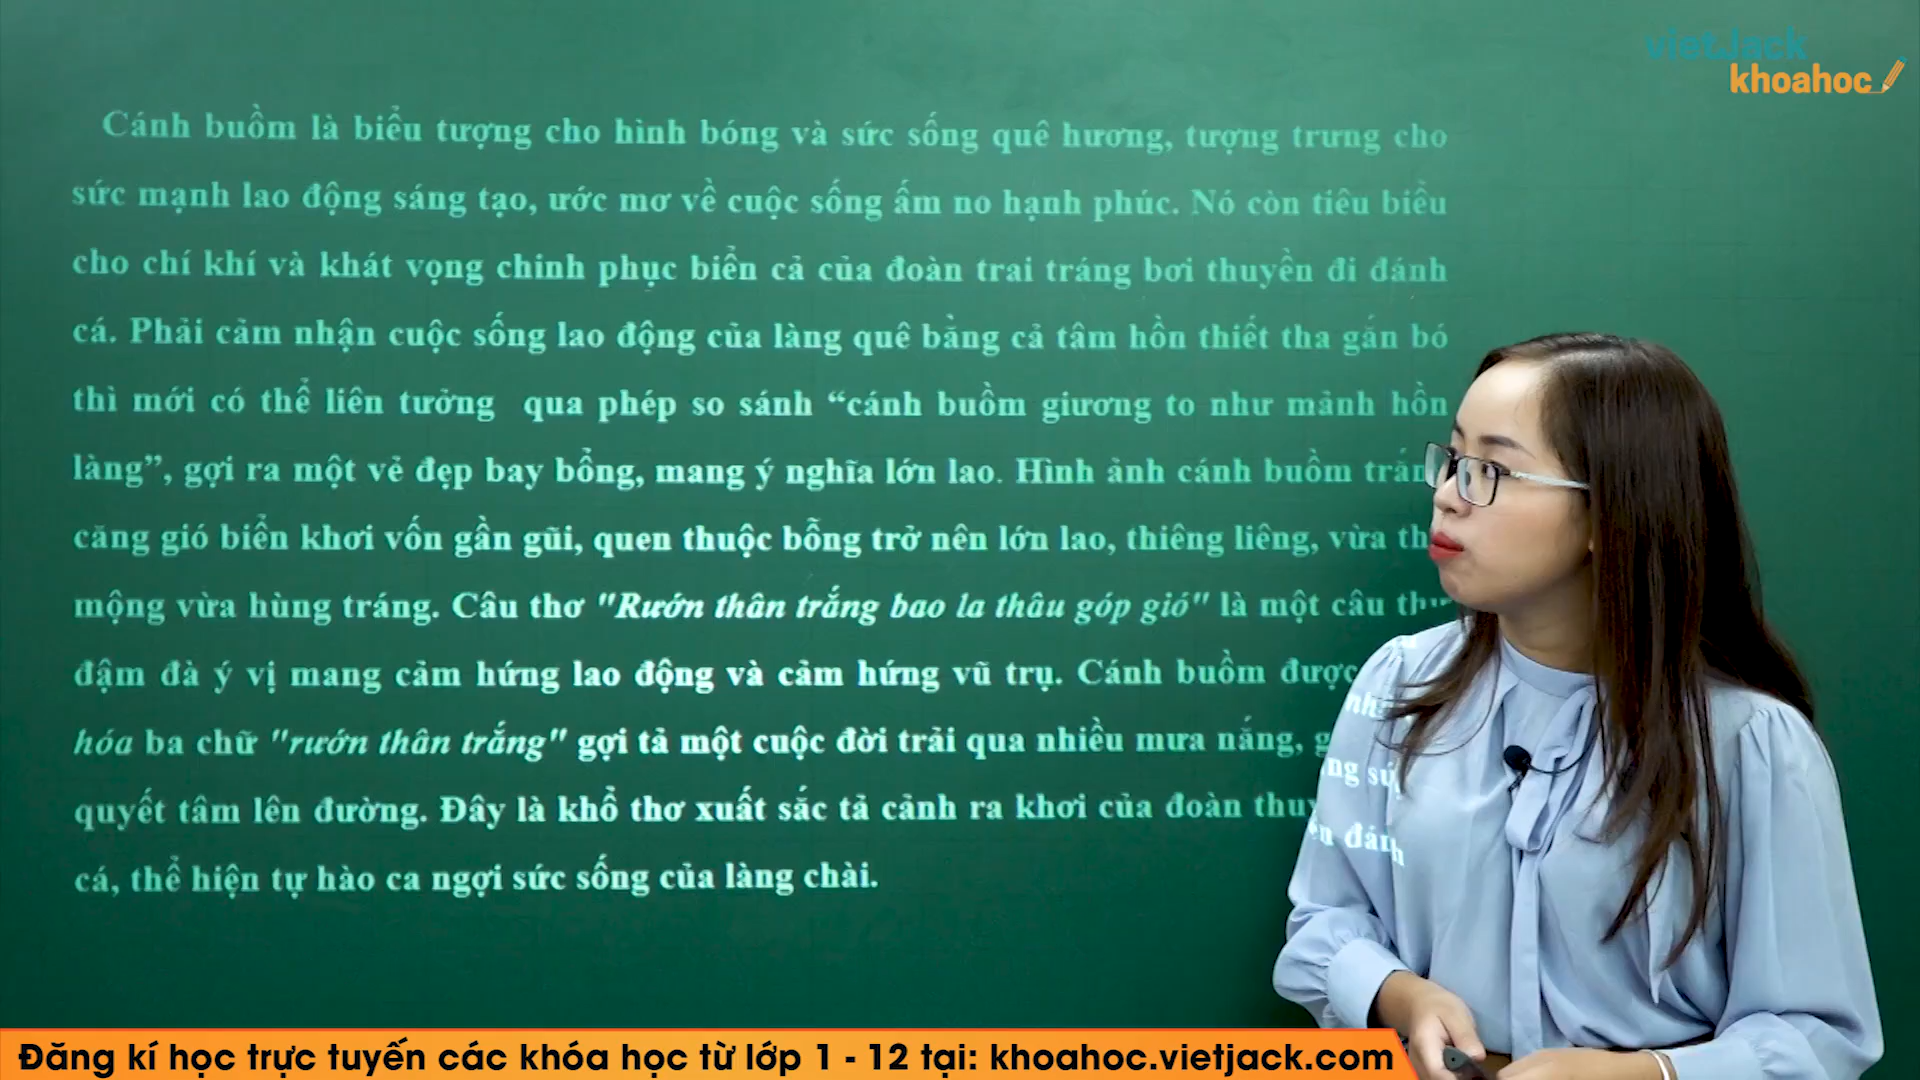 vietJack
khoahoc
Cánh buồm là biểu tượng cho hình bóng và sức sống quê hương, tượng trưng cho
sức mạnh lao động sáng tạo, ước mơ về cuộc sống ấm no hạnh phúc. Nó còn tiêu biểu
cho chí khí và khát vọng chinh phục biển cả của đoàn trai tráng bơi thuyền đi đánh
cá. Phải cảm nhận cuộc sống lao động của làng quê bằng cả tâm hồn thiết tha gắn bó
thì mới có thể liên tưởng qua phép so sánh “cánh buồm giương to như mảnh hồn
làng”, gợi ra một vẻ đẹp bay bổng, mang ý nghĩa lớn lao. Hình ảnh cánh buồm
căng gió biển khơi vốn gần gũi, quen thuộc bỗng trở nên lớn lao, thiêng liêng, vừa
mộng vừa hùng tráng. Câu thơ "Rướn thân trắng bao la thâu góp gió" là một câu
đậm đà ý vị mang cảm hứng lao động và cảm hứng vũ trụ. Cánh buồm được
hóa ba chữ "rướn thân trắng" gợi tả một cuộc đời trải qua nhiều mưa nắng,
quyết tâm lên đường. Đây là khổ thơ xuất sắc tả cảnh ra khơi của đoàn đánh
cá, thể hiện tự hào ca ngợi sức sống của làng chài.
Đăng kí học trực tuyến các khóa học từ lớp 1 - 12 tại: khoahoc.vietjack.com